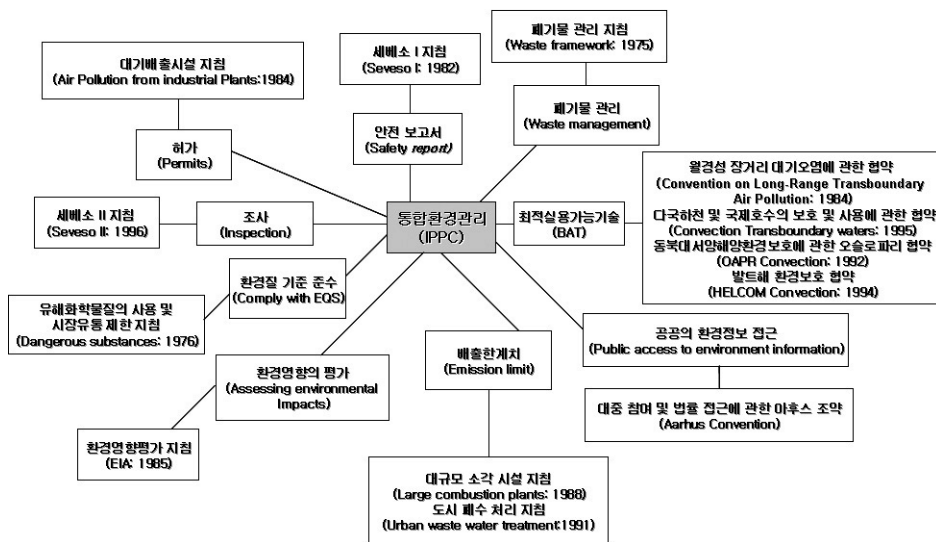 폐기물 관리 지침
(Waste framework: 1975)
세베소 I 지침
(Seveso I: 1982)
대기배출시설 지침
(Air Pollution from industrial Plants:1984)
폐기물 관리
(Waste management)
안전 보고서
(Safety report)
허가
(Permits)
월경성 장거리 대기오염에 관한 협약
(Convention on Long-Range Transboundary
Air Pollution: 1984)
다국하천 및 국제호수의 보호 및 사용에 관한 협약
(Convection Transboundary waters: 1995)
동북대서양해양환경보호에 관한 오슬로파리 협약
(OAPR Convection: 1992)
발트해 환경보호 협약
(HELCOM Convection: 1994)
세베소 II 지침
(Seveso II: 1996)
조사
(Inspection)
통합환경관리
(IPPC)
최적실용가능기술
(BAT)
환경질 기준 준수
(Comply with EQS)
유해화학물질의 사용 및
시장유통 제한 지침
(Dangerous substances: 1976)
환경영향의 평가
(Assessing environmental
Impacts)
배출한계치
(Emission limit)
공공의 환경정보 접근
(Public access to environment information)
대중 참여 및 법률 접근에 관한 아후스 조약
(Aarhus Convention)
환경영향평가 지침
(EIA: 1985)
대규모 소각 시설 지침
(Large combustion plants: 1988)
도시 폐수 처리 지침
(Urban waste water treatment:1991)